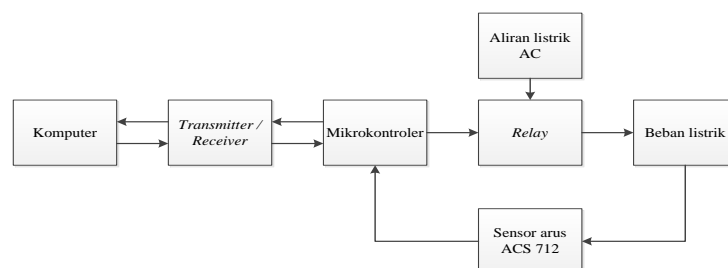 Aliran listrik
AC
Komputer
Transmitter /
Receiver
Mikrokontroler
Relay
Beban listrik
Sensor arus
ACS 712